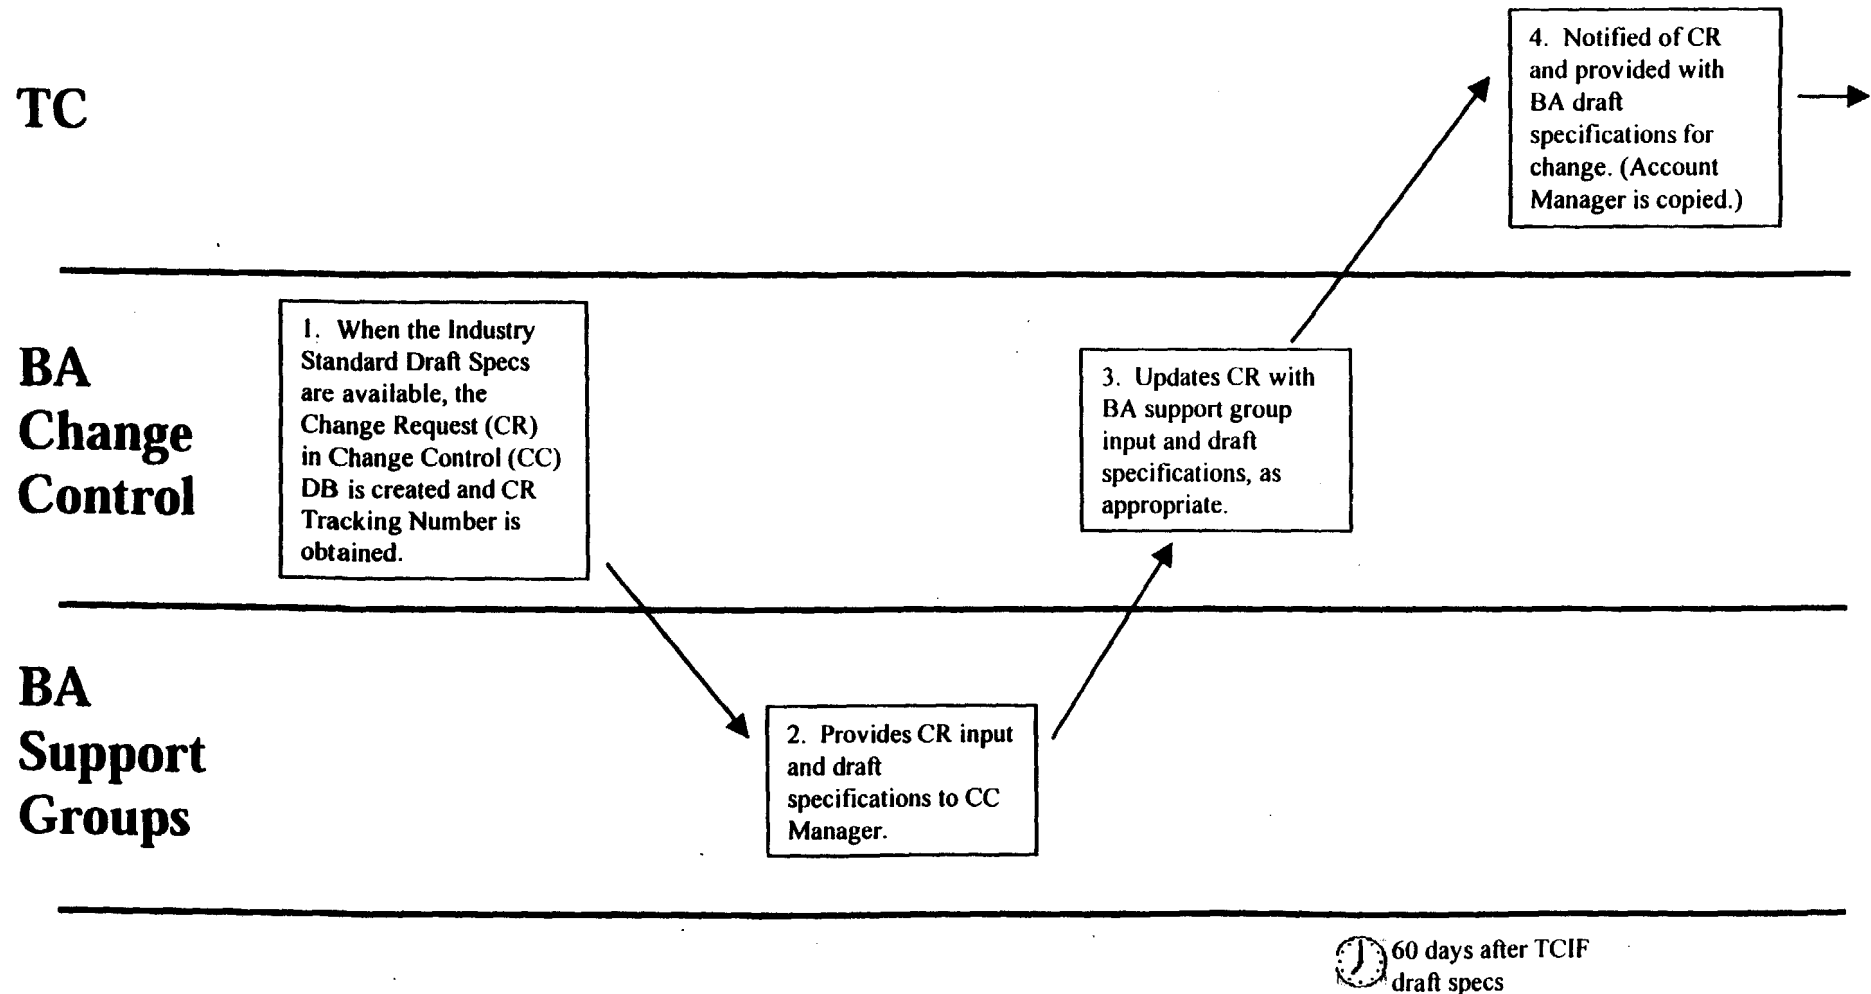 TC
4. Notified of CR
and provided with
BA draft
specifications for
change. (Account
Manager is copied.)
BA
Change
Control
1. When the Industry
Standard Draft Specs
are available, the
Change Request (CR)
in Change Control (CC)
DB is created and CR
Tracking Number is
obtained.
3. Updates CR with
BA support group
input and draft
specifications, as
appropriate.
BA
Support
Groups
2. Provides CR input
and draft
specifications to CC
Manager.
60 days after TCIF
draft specs